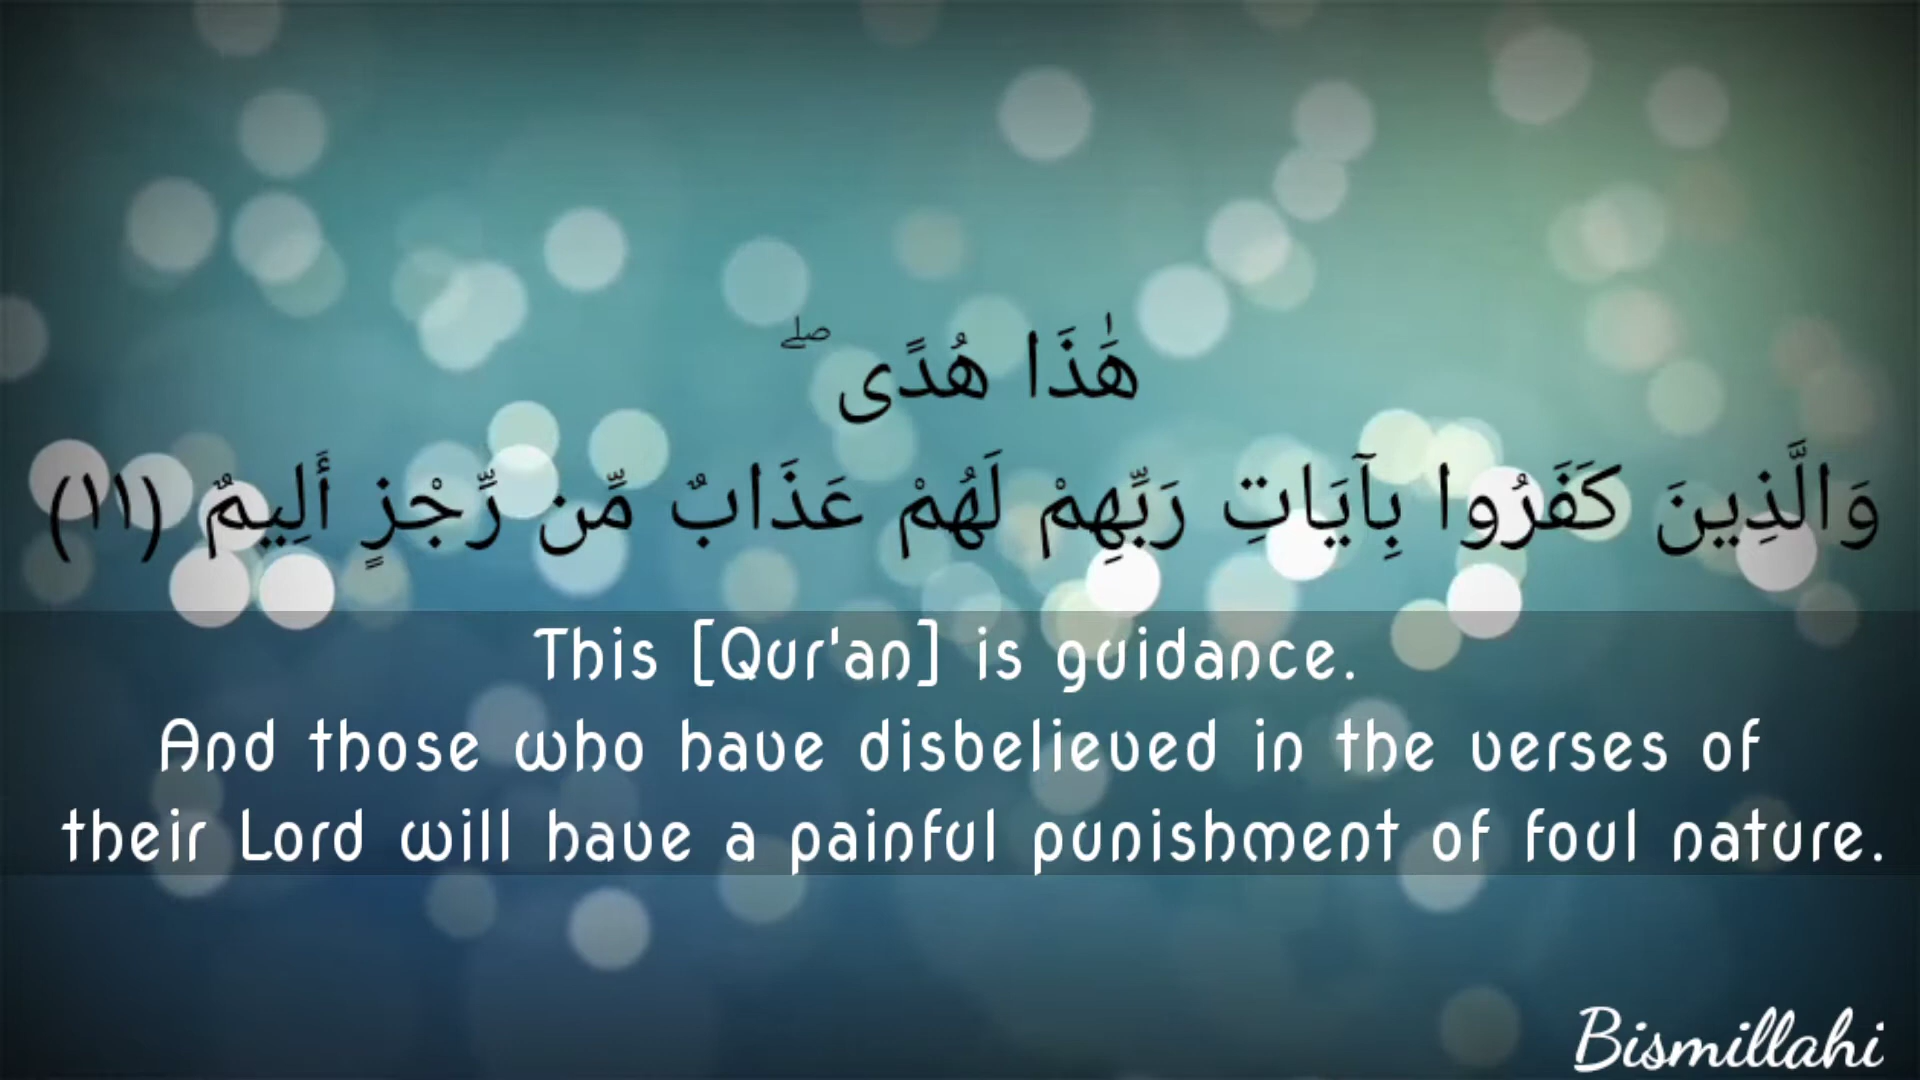 هَٰذَا هُدًى ۖ
وَالَّذِينَ كَفَرُوا بِآيَاتِ رَبِّهِمْ لَهُمْ عَذَابٌ مِّن رِّجْزٍ أَلِيمٌ (١١)
This [Qur'an] is guidance.
And those who have disbelieved in the verses of
their Lord will have a painful punishment of foul nature.
Bismillahi